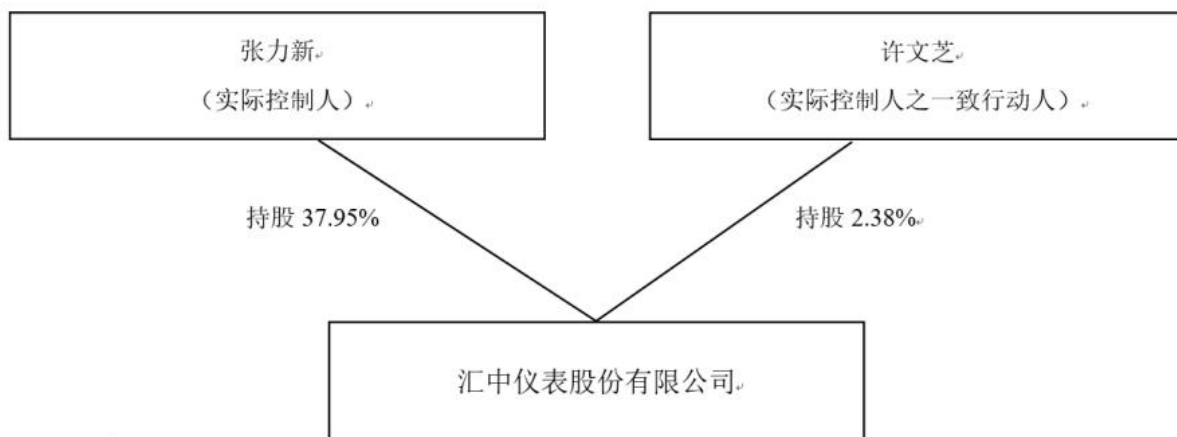 张力新
（实际控制人）
许文芝
（实际控制人之一致行动人）
持股 37.95%
持股 2.38%
汇中仪表股份有限公司